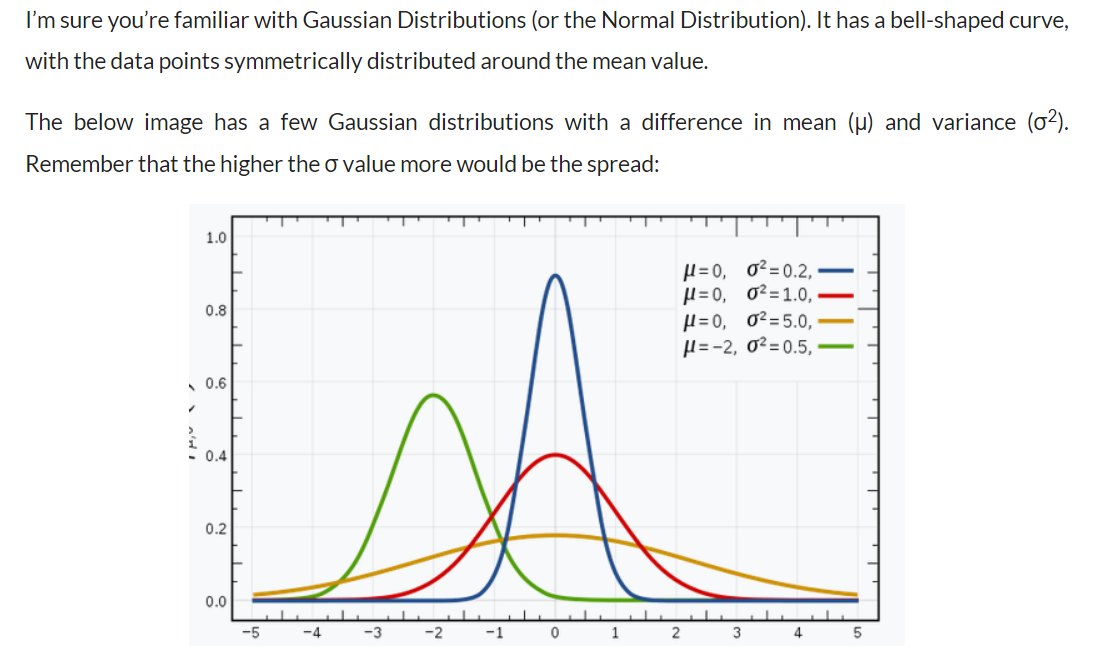 I’m sure you’re familiar with Gaussian Distributions (or the Normal Distribution). It has a bell-shaped curve,
with the data points symmetrically distributed around the mean value.
The below image has a few Gaussian distributions with a difference in mean (μ) and variance (σ²).
Remember that the higher the σ value more would be the spread:
1.0
μ=0, σ²=0.2,
μ=0, σ²=1.0,
0.8
μ=0, σ²=5.0,
μ=-2, σ²=0.5,
0.6
0.4
0.2
0.0
-5 -4 -3 -2 -1 0 1 2 3 4 5